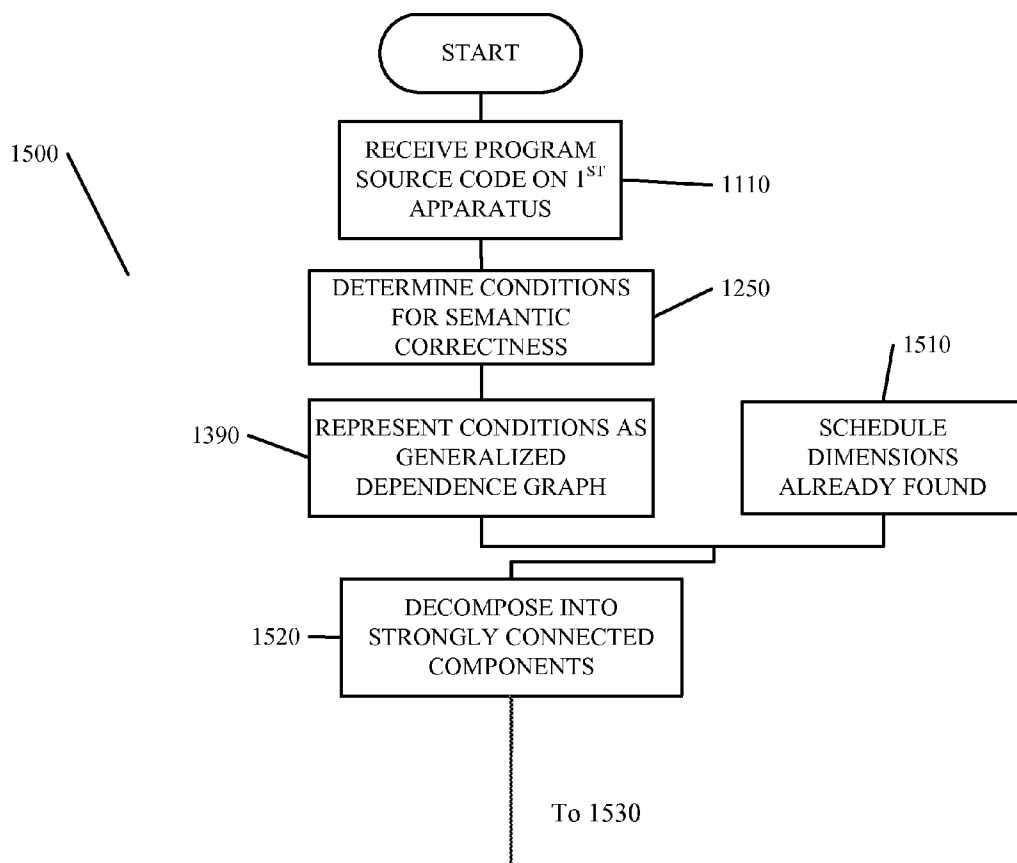 START
1500
RECEIVE PROGRAM
SOURCE CODE ON 1ST
APPARATUS
1110
DETERMINE CONDITIONS
FOR SEMANTIC
CORRECTNESS
1250
1510
1390
REPRESENT CONDITIONS AS
GENERALIZED
DEPENDENCE GRAPH
SCHEDULE
DIMENSIONS
ALREADY FOUND
1520
DECOMPOSE INTO
STRONGLY CONNECTED
COMPONENTS
To 1530